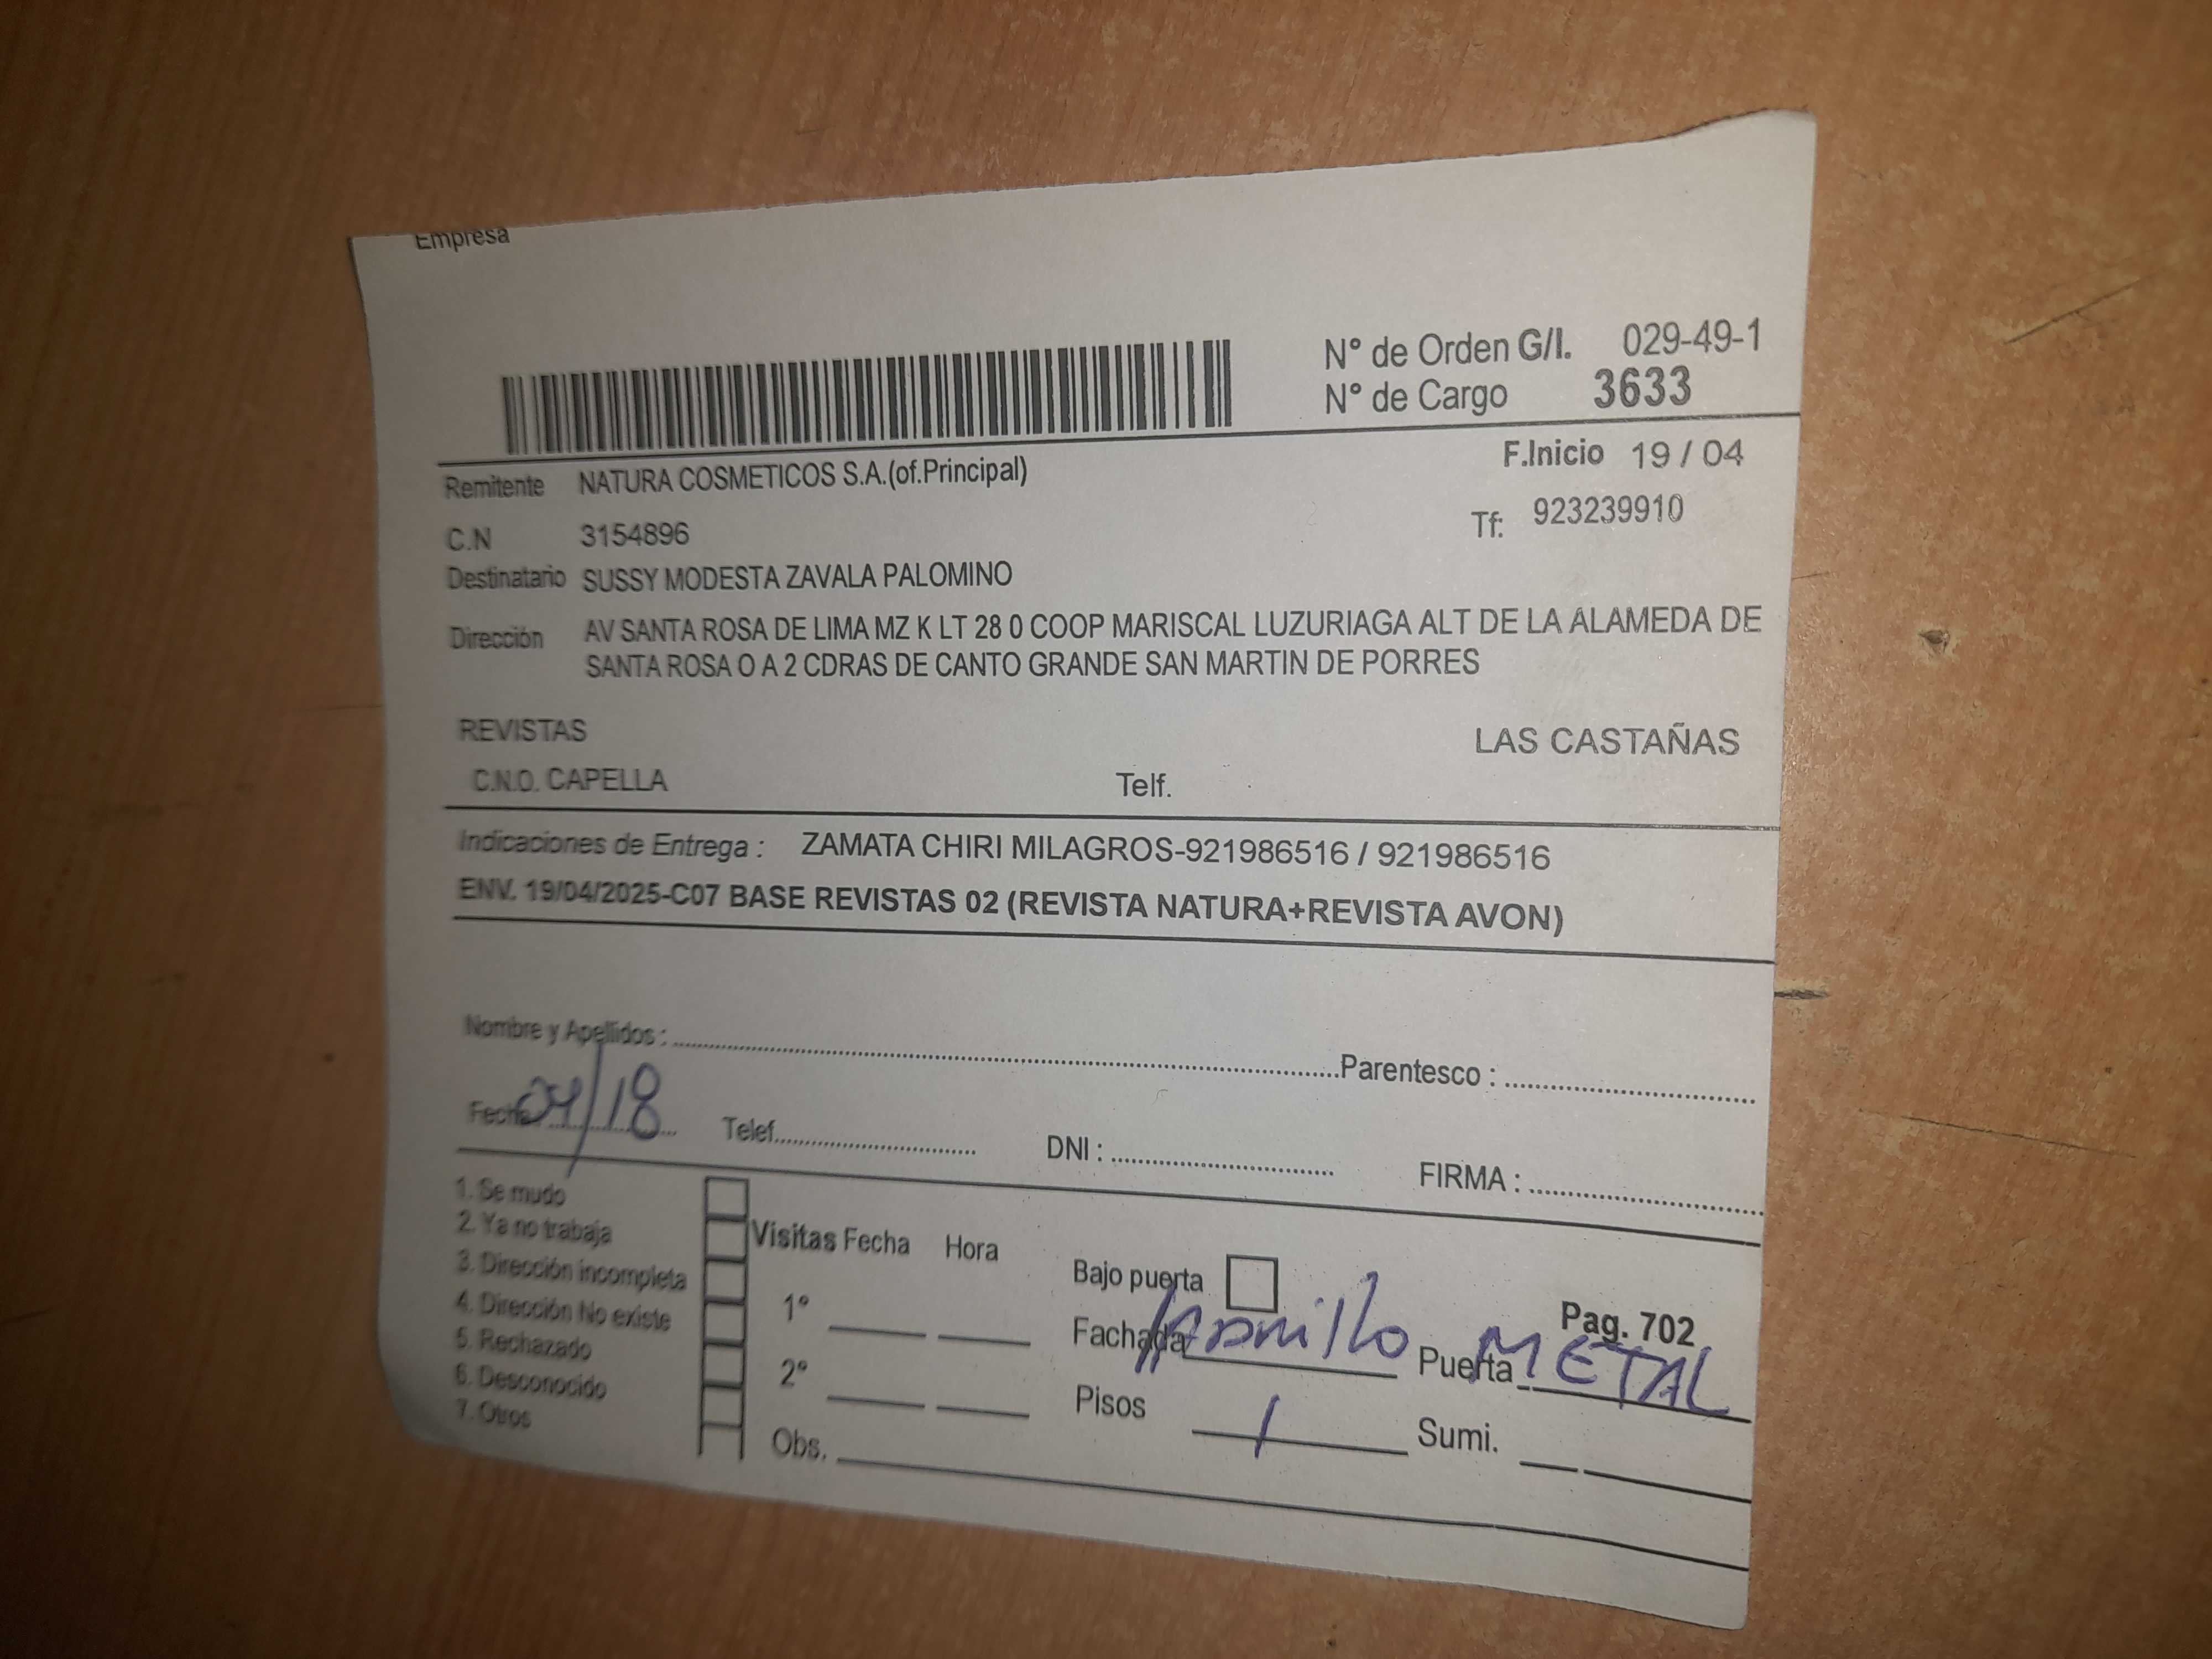 Empresa
N° de Orden G/I. 029-49-1
N° de Cargo 3633
F.Inicio 19 / 04
Remitente NATURA COSMETICOS S.A.(of.Principal)
Tf: 923239910
C.N 3154896
Destinatario SUSSY MODESTA ZAVALA PALOMINO
Dirección AV SANTA ROSA DE LIMA MZ K LT 28 0 COOP MARISCAL LUZURIAGA ALT DE LA ALAMEDA DE
SANTA ROSA O A 2 CDRAS DE CANTO GRANDE SAN MARTIN DE PORRES
REVISTAS LAS CASTAÑAS
C.N.O. CAPELLA Telf.
Indicaciones de Entrega : ZAMATA CHIRI MILAGROS-921986516 / 921986516
ENV. 19/04/2025-C07 BASE REVISTAS 02 (REVISTA NATURA+REVISTA AVON)
Nombre y Apellidos : Parentesco :
Fecha 04/18 Telef. DNI : FIRMA :
1. Se mudo
2. Ya no trabaja
3. Dirección incompleta
4. Dirección No existe
5. Rechazado
6. Desconocido
7. Otros
Visitas Fecha Hora
1°
2°
Obs.
Bajo puerta
Pag. 702
Fachada ladrillo Puerta METAL
Pisos 1 Sumi.